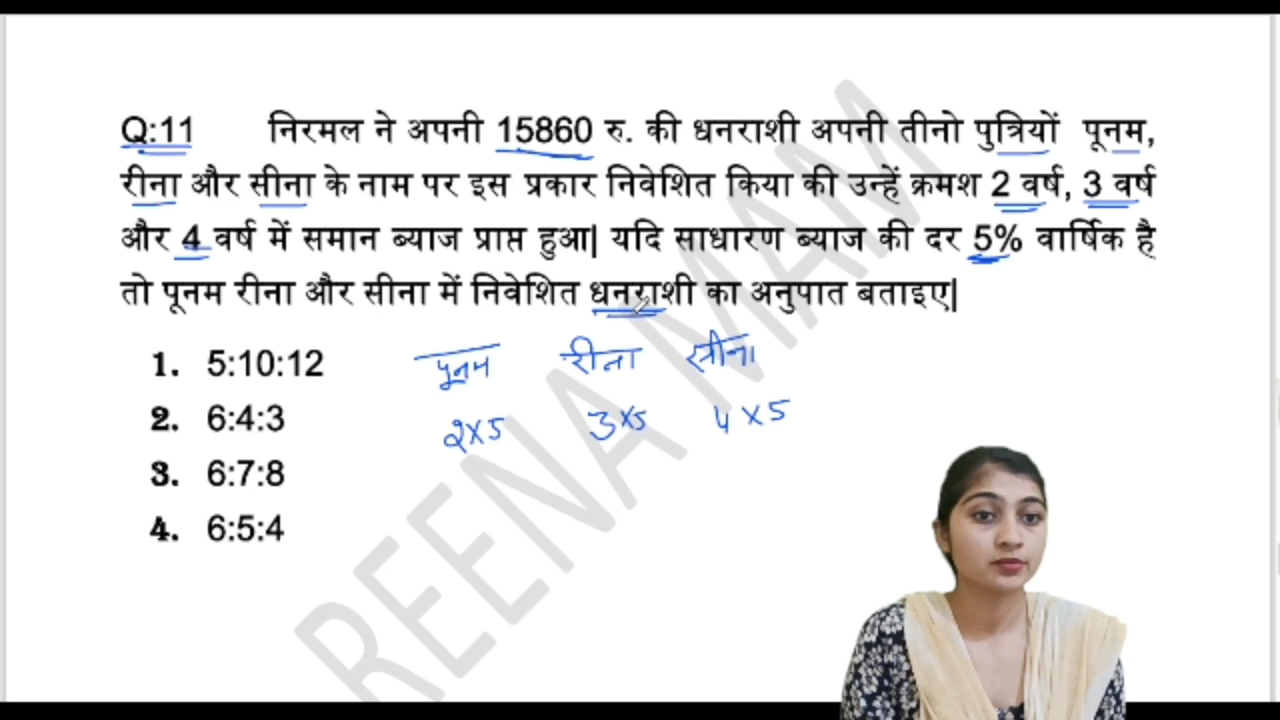 Q:11 निरमल ने अपनी 15860 रु. की धनराशी अपनी तीनो पुत्रियों पूनम,
रीना और सीना के नाम पर इस प्रकार निवेशित किया की उन्हें क्रमश 2 वर्ष, 3 वर्ष
और 4 वर्ष में समान ब्याज प्राप्त हुआ| यदि साधारण ब्याज की दर 5% वार्षिक है
तो पूनम रीना और सीना में निवेशित धनराशी का अनुपात बताइए|
1. 5:10:12
2. 6:4:3
3. 6:7:8
4. 6:5:4
पूनम रीना सीना
2×5 3×5 4×5
REENA MAM